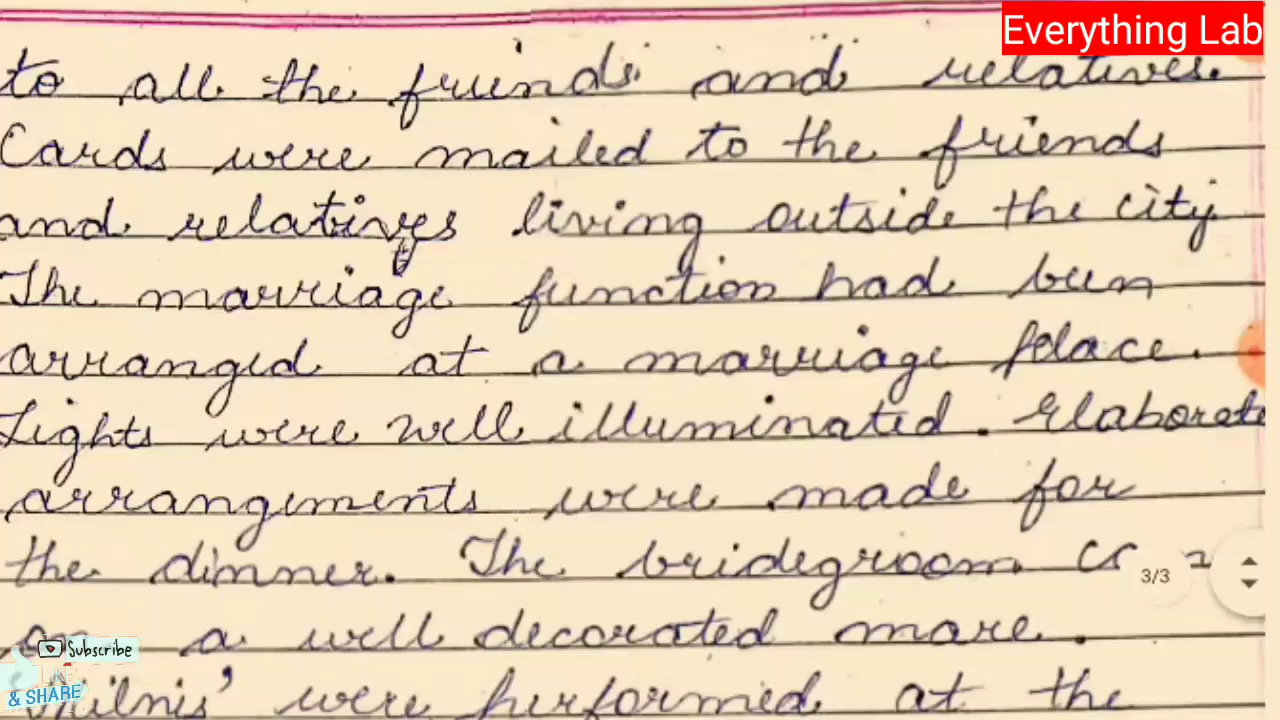 Everything Lab
to all the friends and relatives.
Cards were mailed to the friends
and relatives living outside the city.
The marriage function had been
arranged at a marriage palace.
Lights were well illuminated. Elaborate
arrangements were made for
the dinner. The bridegroom
3/3
on a well decorated mare.
Subscribe
& SHARE
were performed at the